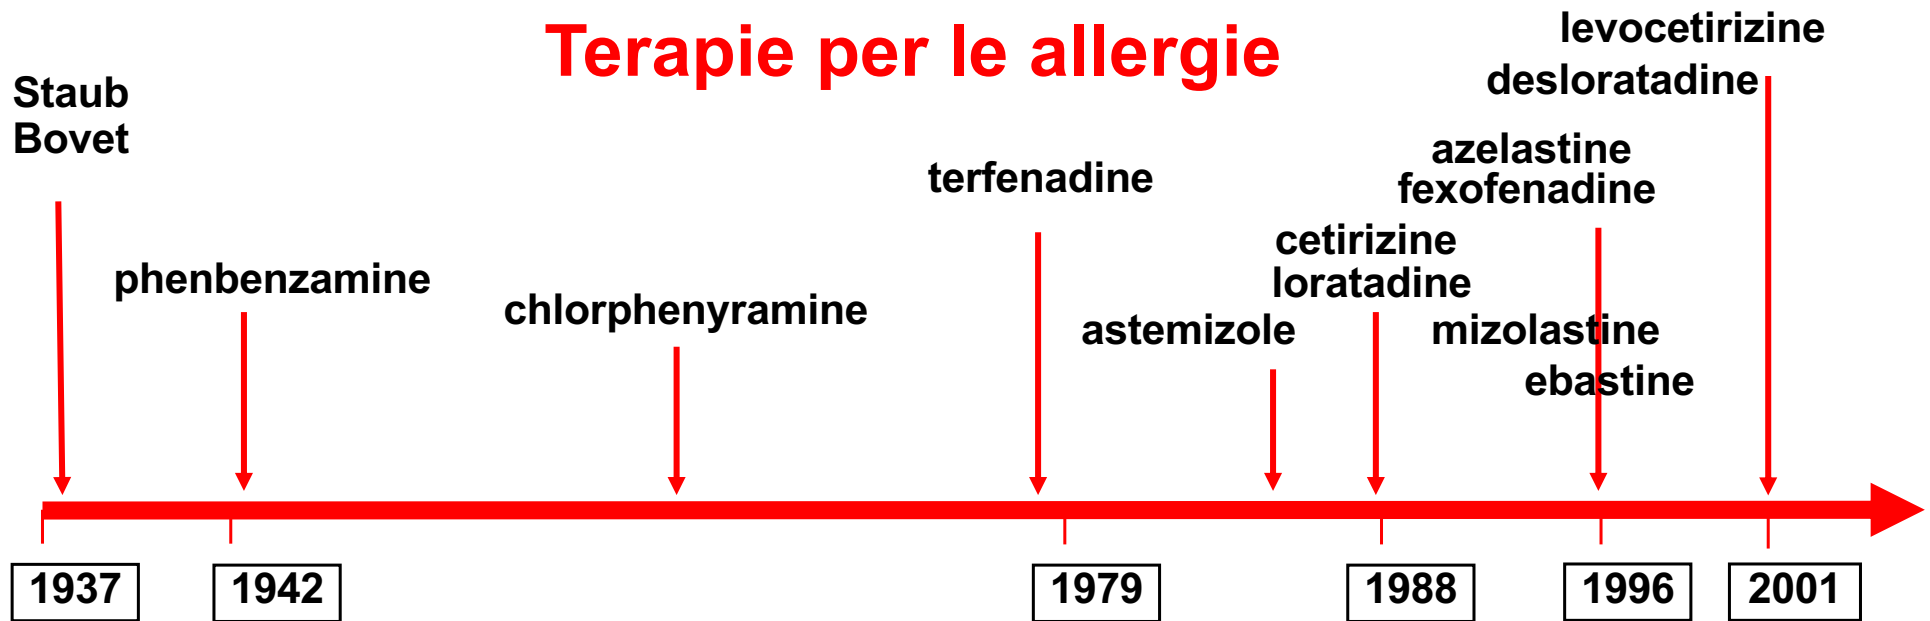 Terapie per le allergie
Staub
Bovet
phenbenzamine
chlorphenyramine
terfenadine
astemizole
cetirizine
loratadine
azelastine
fexofenadine
mizolastine
ebastine
levocetirizine
desloratadine
1937
1942
1979
1988
1996
2001